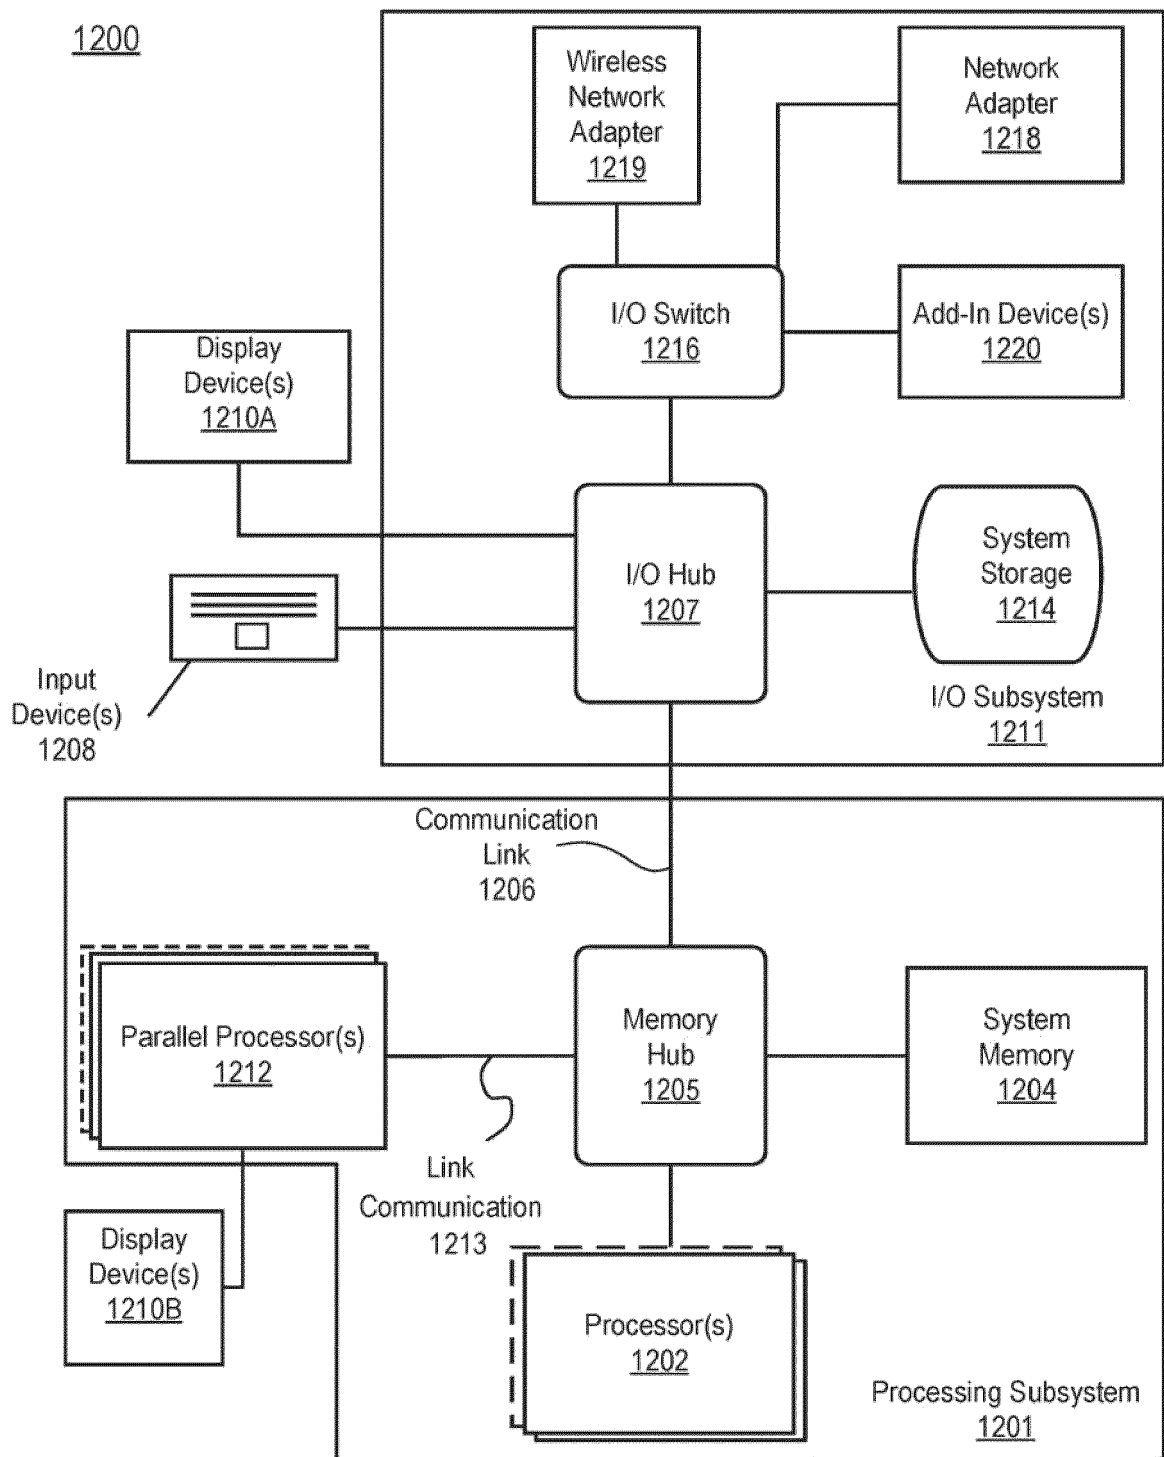 1200
Wireless
Network
Adapter
1219
Network
Adapter
1218
I/O Switch
1216
Add-In Device(s)
1220
Display
Device(s)
1210A
I/O Hub
1207
System
Storage
1214
Input
Device(s)
1208
I/O Subsystem
1211
Communication
Link
1206
Parallel Processor(s)
1212
Memory
Hub
1205
System
Memory
1204
Link
Communication
1213
Display
Device(s)
1210B
Processor(s)
1202
Processing Subsystem
1201